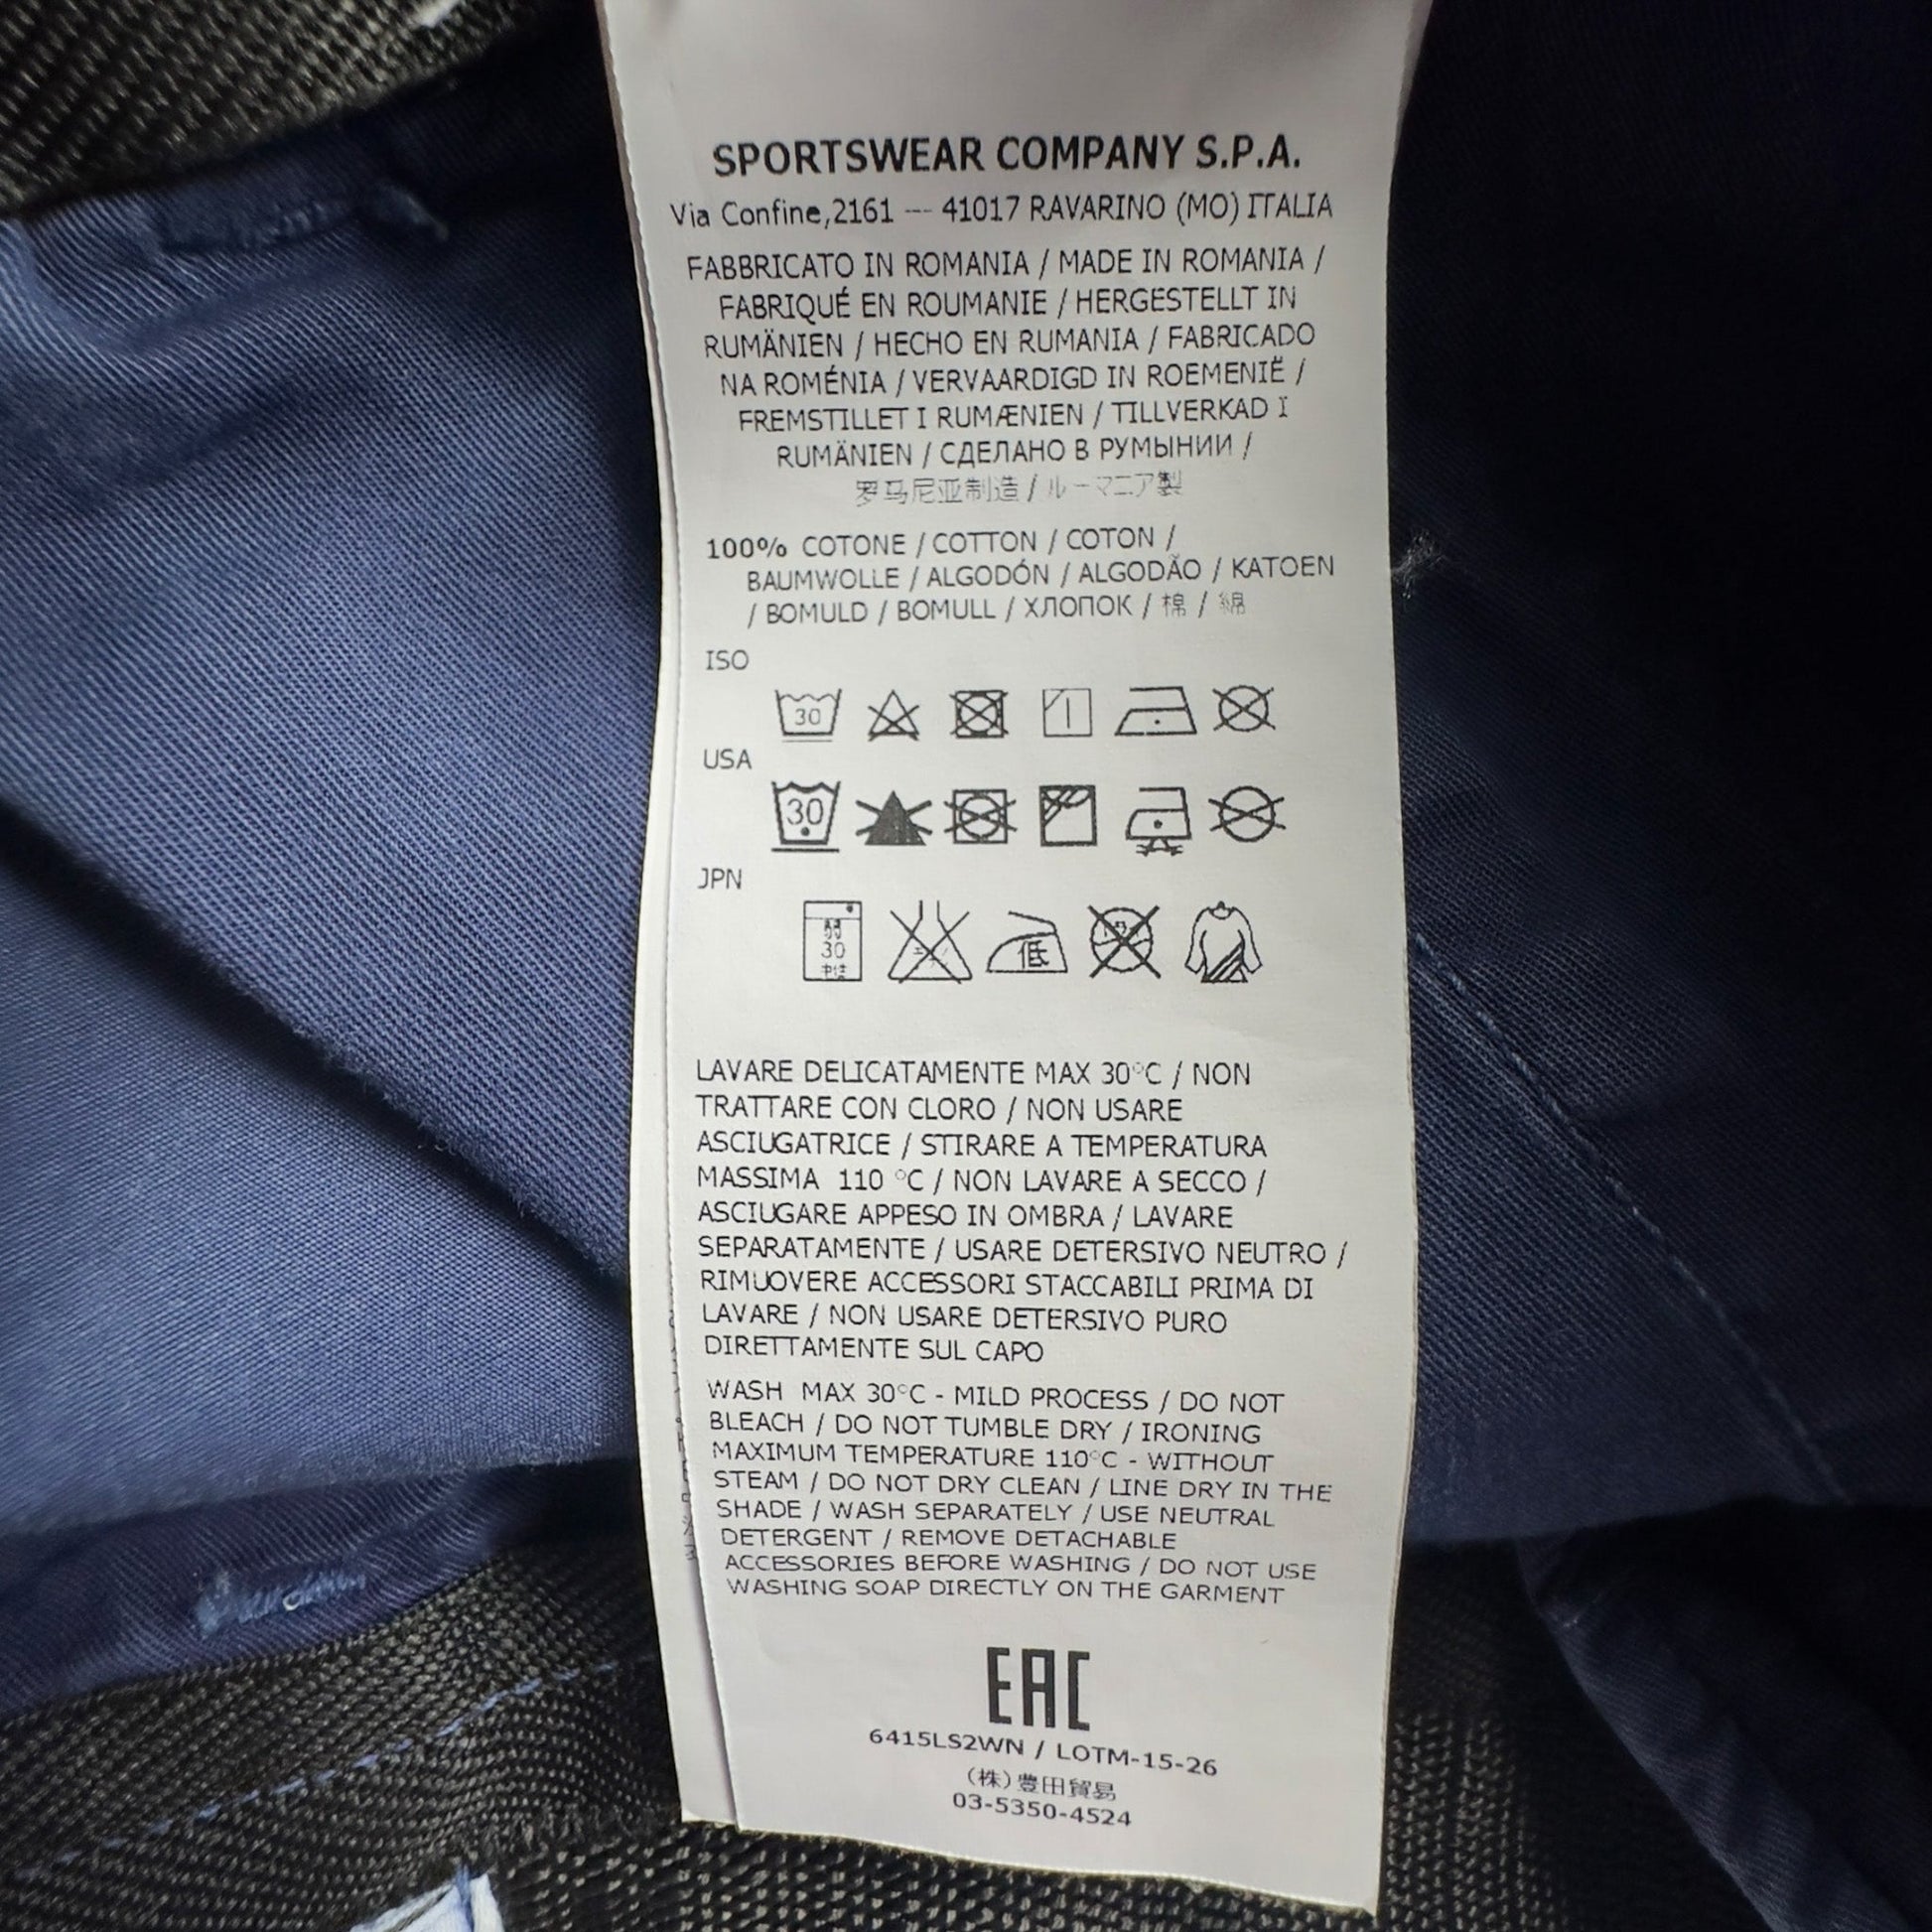 SPORTSWEAR COMPANY S.P.A.
Via Confine,2161 --- 41017 RAVARINO (MO) ITALIA
FABBRICATO IN ROMANIA / MADE IN ROMANIA /
FABRIQUÉ EN ROUMANIE / HERGESTELLT IN
RUMÄNIEN / HECHO EN RUMANIA / FABRICADO
NA ROMÉNIA / VERVAARDIGD IN ROEMENIË /
FREMSTILLET I RUMÆNIEN / TILLVERKAD I
RUMÄNIEN / СДЕЛАНО В РУМЫНИИ /
罗马尼亚制造 / ルーマニア製
100% COTONE / COTTON / COTON /
BAUMWOLLE / ALGODÓN / ALGODÃO / KATOEN
/ BOMULD / BOMULL / ХЛОПОК / 棉 / 綿
ISO
30
USA
30
JPN
弱
30
中性
低
LAVARE DELICATAMENTE MAX 30°C / NON
TRATTARE CON CLORO / NON USARE
ASCIUGATRICE / STIRARE A TEMPERATURA
MASSIMA 110 °C / NON LAVARE A SECCO /
ASCIUGARE APPESO IN OMBRA / LAVARE
SEPARATAMENTE / USARE DETERSIVO NEUTRO /
RIMUOVERE ACCESSORI STACCABILI PRIMA DI
LAVARE / NON USARE DETERSIVO PURO
DIRETTAMENTE SUL CAPO
WASH MAX 30°C - MILD PROCESS / DO NOT
BLEACH / DO NOT TUMBLE DRY / IRONING
MAXIMUM TEMPERATURE 110°C - WITHOUT
STEAM / DO NOT DRY CLEAN / LINE DRY IN THE
SHADE / WASH SEPARATELY / USE NEUTRAL
DETERGENT / REMOVE DETACHABLE
ACCESSORIES BEFORE WASHING / DO NOT USE
WASHING SOAP DIRECTLY ON THE GARMENT
EAC
6415LS2WN / LOTM-15-26
(株)豊田貿易
03-5350-4524